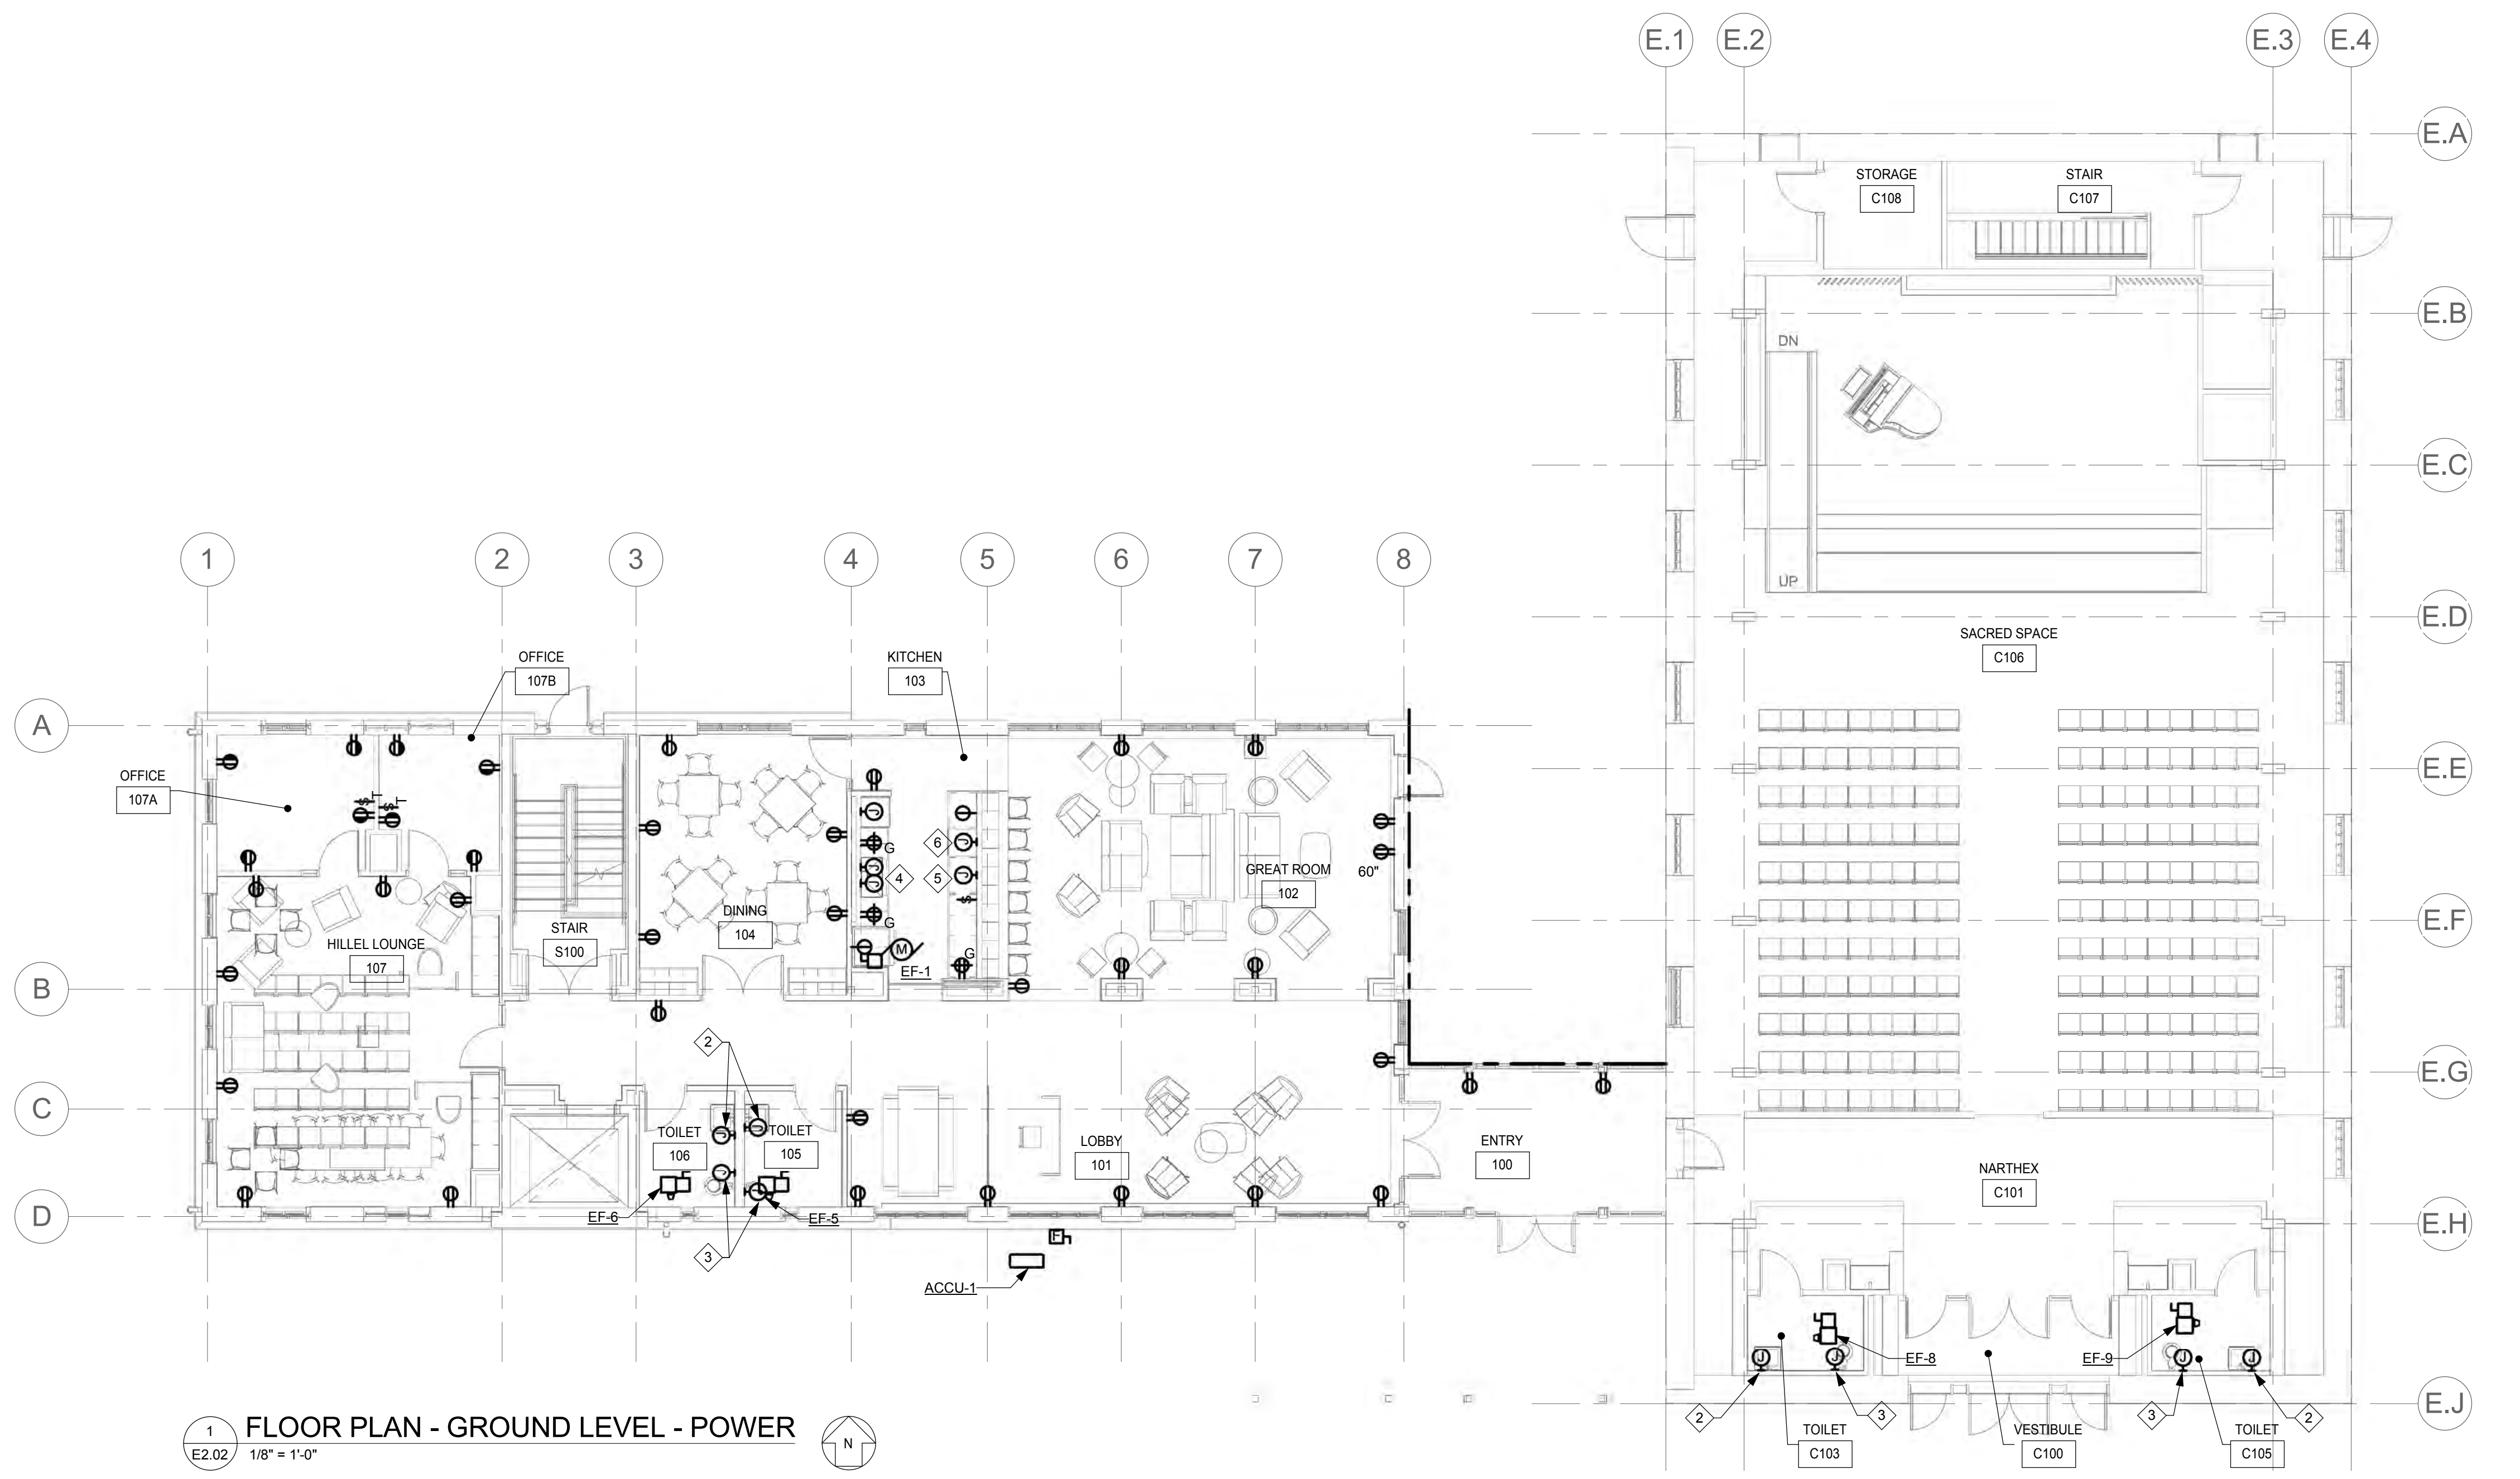 E.1
E.2
E.3
E.4
E.A
STORAGE
C108
STAIR
C107
E.B
DN
E.C
1
2
3
4
5
6
7
8
UP
E.D
SACRED SPACE
C106
OFFICE
107B
KITCHEN
103
A
E.E
OFFICE
107A
T
$
T
$
J
6
J
G
J
4
J
5
J
GREAT ROOM
102
60"
G
$
DINING
104
E.F
STAIR
S100
HILLEL LOUNGE
107
M
G
EF-1
B
2
E.G
C
J
J
TOILET
106
TOILET
105
LOBBY
101
ENTRY
100
NARTHEX
C101
J
D
EF-6
EF-5
E.H
3
F
ACCU-1
J
J
EF-8
EF-9
J
J
2
3
3
2
E.J
TOILET
C103
VESTIBULE
C100
TOILET
C105
1
E2.02
FLOOR PLAN - GROUND LEVEL - POWER
1/8" = 1'-0"
N